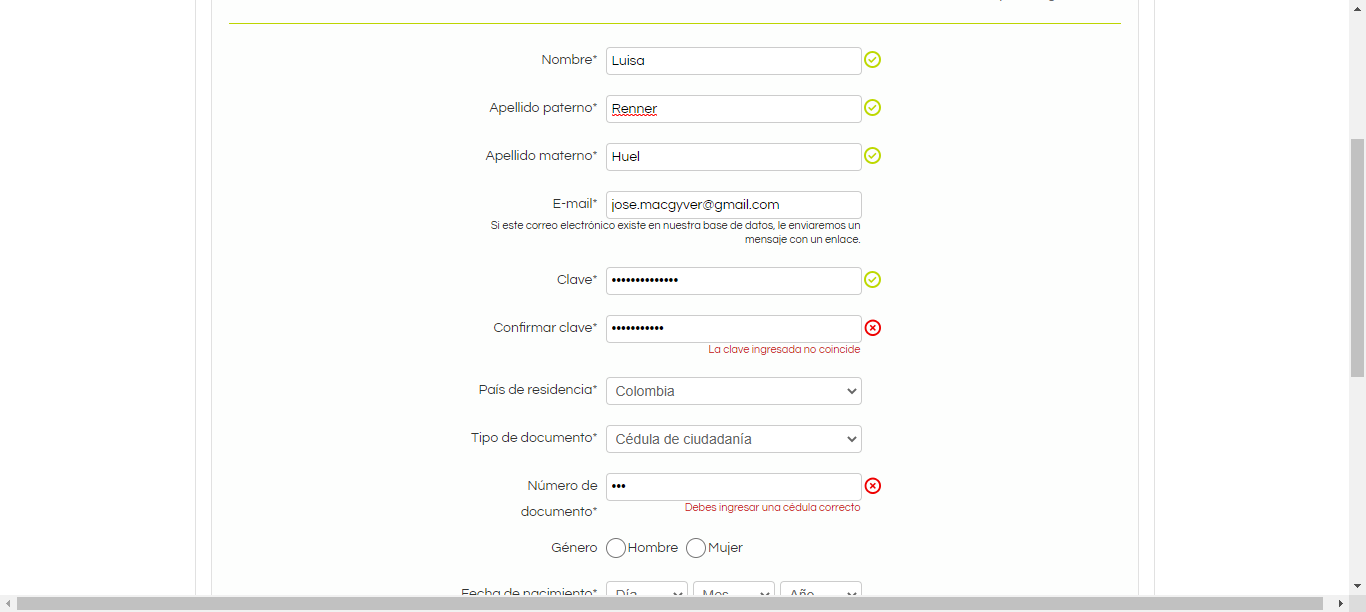 Nombre* Luisa
Apellido paterno* Renner
Apellido materno* Huel
E-mail* jose.macgyver@gmail.com
Si este correo electrónico existe en nuestra base de datos, le enviaremos un
mensaje con un enlace.
Clave* ••••••••••••••
Confirmar clave* •••••••••••
La clave ingresada no coincide
País de residencia* Colombia
Tipo de documento* Cédula de ciudadanía
Número de •••
documento* Debes ingresar una cédula correcto
Género Hombre Mujer
Fecha de nacimiento* Día Mes Año